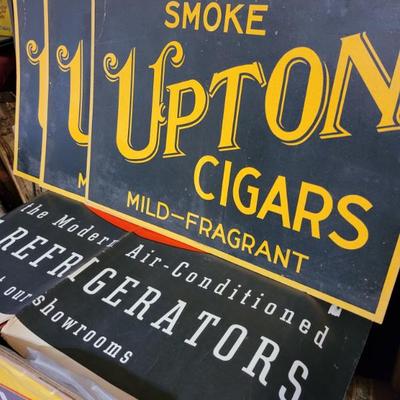 SMOKE
UPTON
CIGARS
MILD-FRAGRANT
the Modern Air-Conditioned
REFRIGERATORS
our showrooms